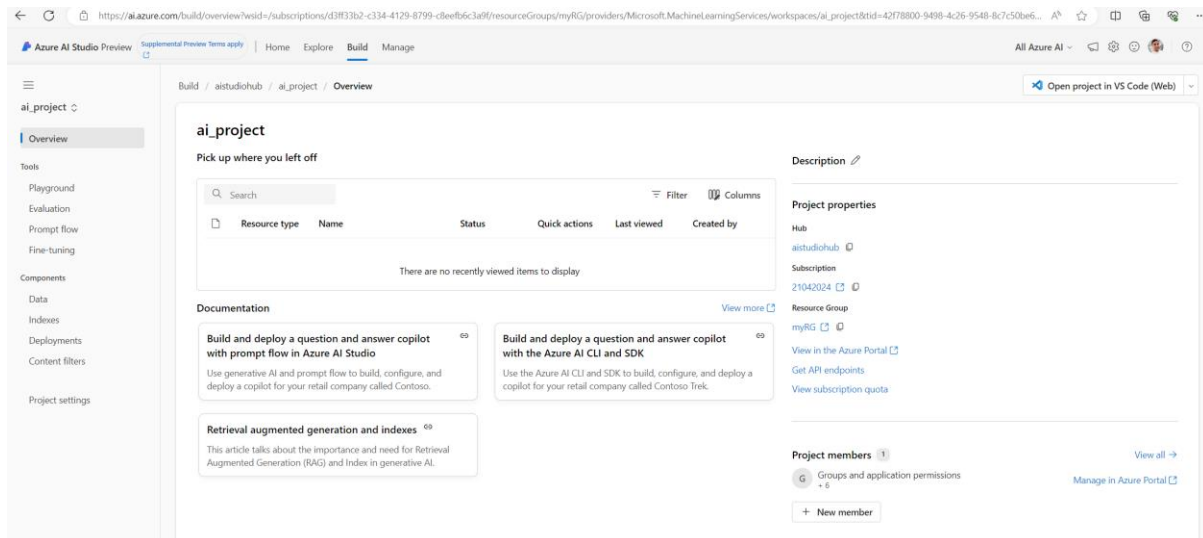 https://ai.azure.com/build/overview?wsid=/subscriptions/d3ff33b2-c334-4129-8799-c8eefb6c3a9f/resourceGroups/myRG/providers/Microsoft.MachineLearningServices/workspaces/ai_project&tid=42f78800-9498-4c26-9548-8c7c50be6...
Azure AI Studio Preview
Supplemental Preview Terms apply
Home Explore Build Manage
All Azure AI
ai_project
Build / aistudiohub / ai_project / Overview
Open project in VS Code (Web)
Overview
Tools
Playground
Evaluation
Prompt flow
Fine-tuning
Components
Data
Indexes
Deployments
Content filters
Project settings
ai_project
Pick up where you left off
Search
Filter Columns
Resource type Name Status Quick actions Last viewed Created by
There are no recently viewed items to display
Documentation
View more
Build and deploy a question and answer copilot
with prompt flow in Azure AI Studio
Use generative AI and prompt flow to build, configure, and
deploy a copilot for your retail company called Contoso.
Build and deploy a question and answer copilot
with the Azure AI CLI and SDK
Use the Azure AI CLI and SDK to build, configure, and deploy a
copilot for your retail company called Contoso Trek.
Retrieval augmented generation and indexes
This article talks about the importance and need for Retrieval
Augmented Generation (RAG) and Index in generative AI.
Description
Project properties
Hub
aistudiohub
Subscription
21042024
Resource Group
myRG
View in the Azure Portal
Get API endpoints
View subscription quota
Project members 1
View all
G
Groups and application permissions
+ 6
Manage in Azure Portal
+ New member